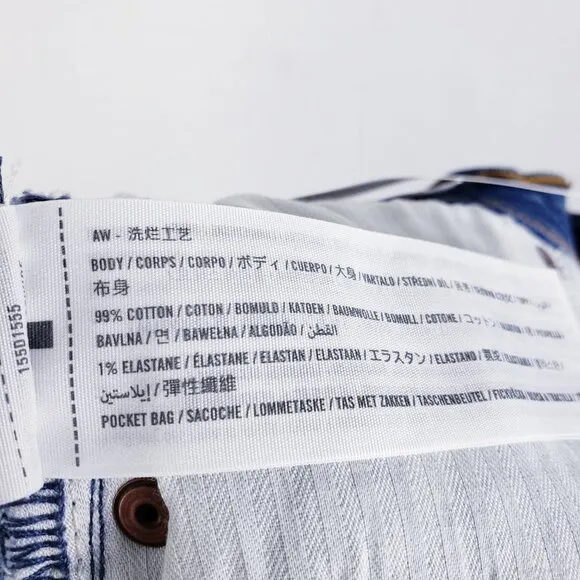 AW - 洗烂工艺
BODY / CORPS / CORPO / ボディ / CUERPO / 大身 / VARTALO / STŘEDNÍ DÍL /
布身
99% COTTON / COTON / BOMULD / KATOEN / BAUMWOLLE / BOMULL / COTONE / コットン /
BAVLNA / 면 / BAWEŁNA / ALGODÃO / القطن
1% ELASTANE / ÉLASTANE / ELASTAN / ELASTAAN / エラスタン / ELASTANO /
إيلاستين / 彈性纖維
POCKET BAG / SACOCHE / LOMMETASKE / TAS MET ZAKKEN / TASCHENBEUTEL / FICKVÄSKA
155D1555